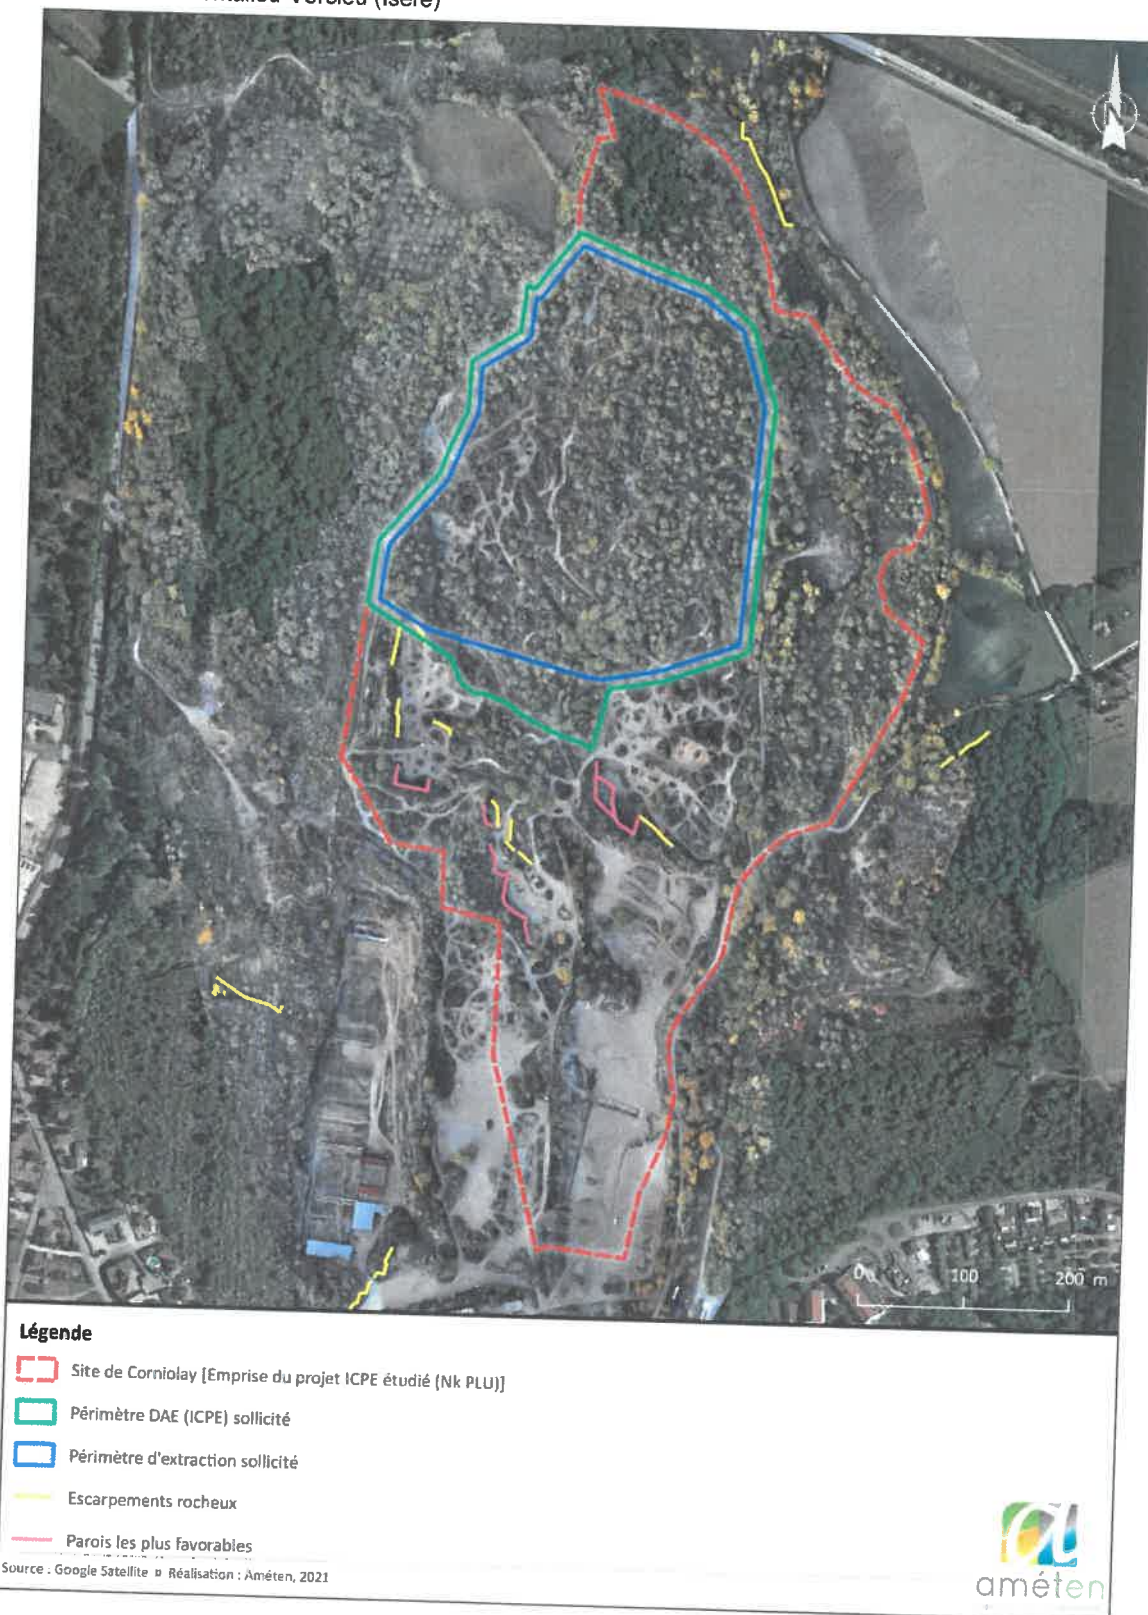 (Isère)
N
0 100 200 m
Légende
Site de Corniolay [Emprise du projet ICPE étudié (Nk PLU)]
Périmètre DAE (ICPE) sollicité
Périmètre d'extraction sollicité
Escarpements rocheux
Parois les plus favorables
Source : Google Satellite ¤ Réalisation : Améten, 2021
améten